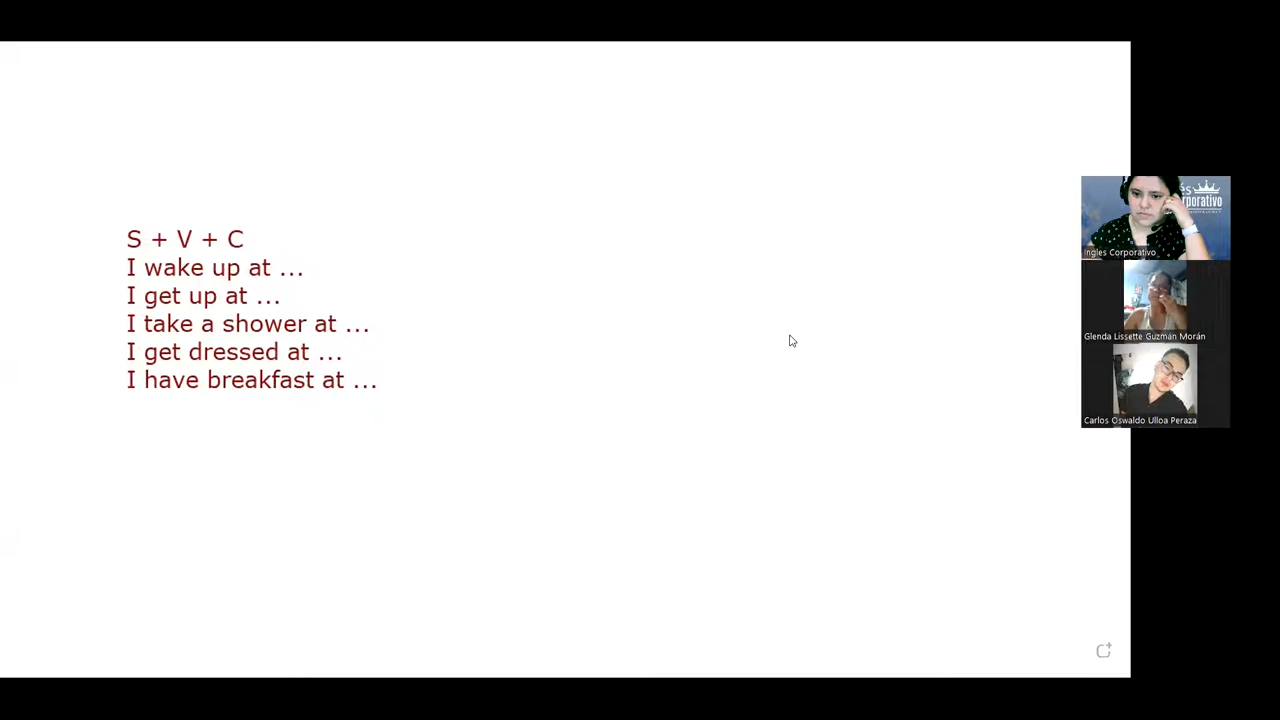 S + V + C
I wake up at ...
I get up at ...
I take a shower at ...
I get dressed at ...
I have breakfast at ...
Ingles Corporativo
Glenda Lissette Guzmán Morán
Carlos Oswaldo Ulloa Peraza